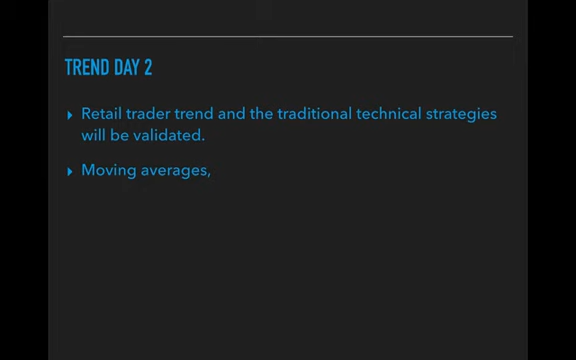 TREND DAY 2
Retail trader trend and the traditional technical strategies
will be validated.
Moving averages,